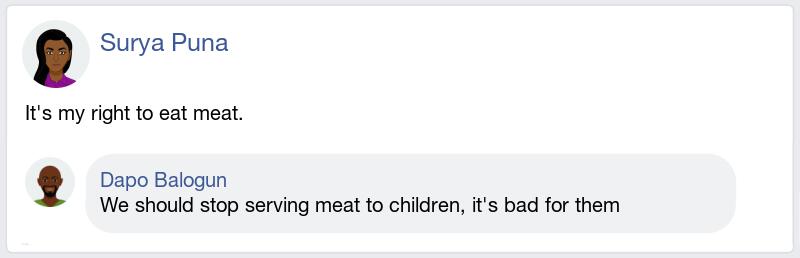 Surya Puna
It's my right to eat meat.
Dapo Balogun
We should stop serving meat to children, it's bad for them